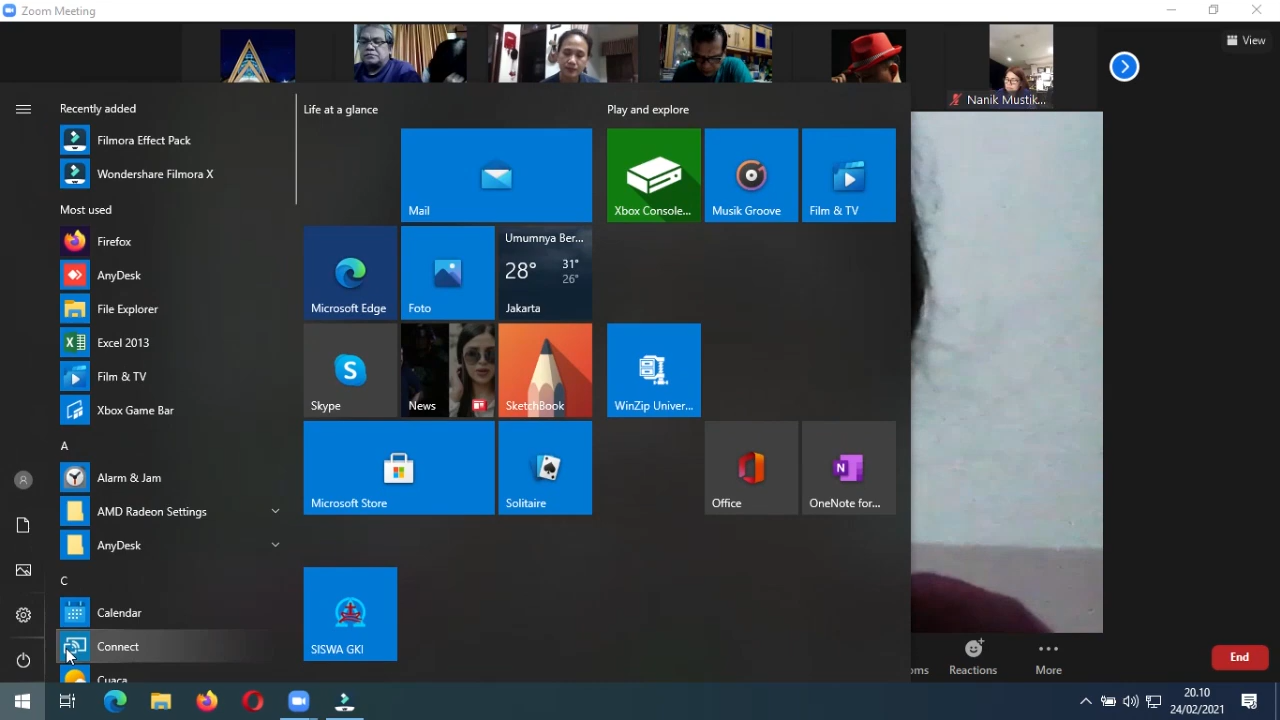 Zoom Meeting
View
Nanik Mustik...
Recently added
Filmora Effect Pack
Wondershare Filmora X
Most used
Firefox
AnyDesk
File Explorer
Excel 2013
Film & TV
Xbox Game Bar
A
Alarm & Jam
AMD Radeon Settings
AnyDesk
C
Calendar
Connect
Cuaca
Life at a glance
Mail
Microsoft Edge
Foto
Umumnya Ber...
28°
31°
26°
Jakarta
Skype
News
SketchBook
Microsoft Store
Solitaire
SISWA GKI
Play and explore
Xbox Console...
Musik Groove
Film & TV
WinZip Univer...
Office
OneNote for...
oms
Reactions
More
End
20.10
24/02/2021